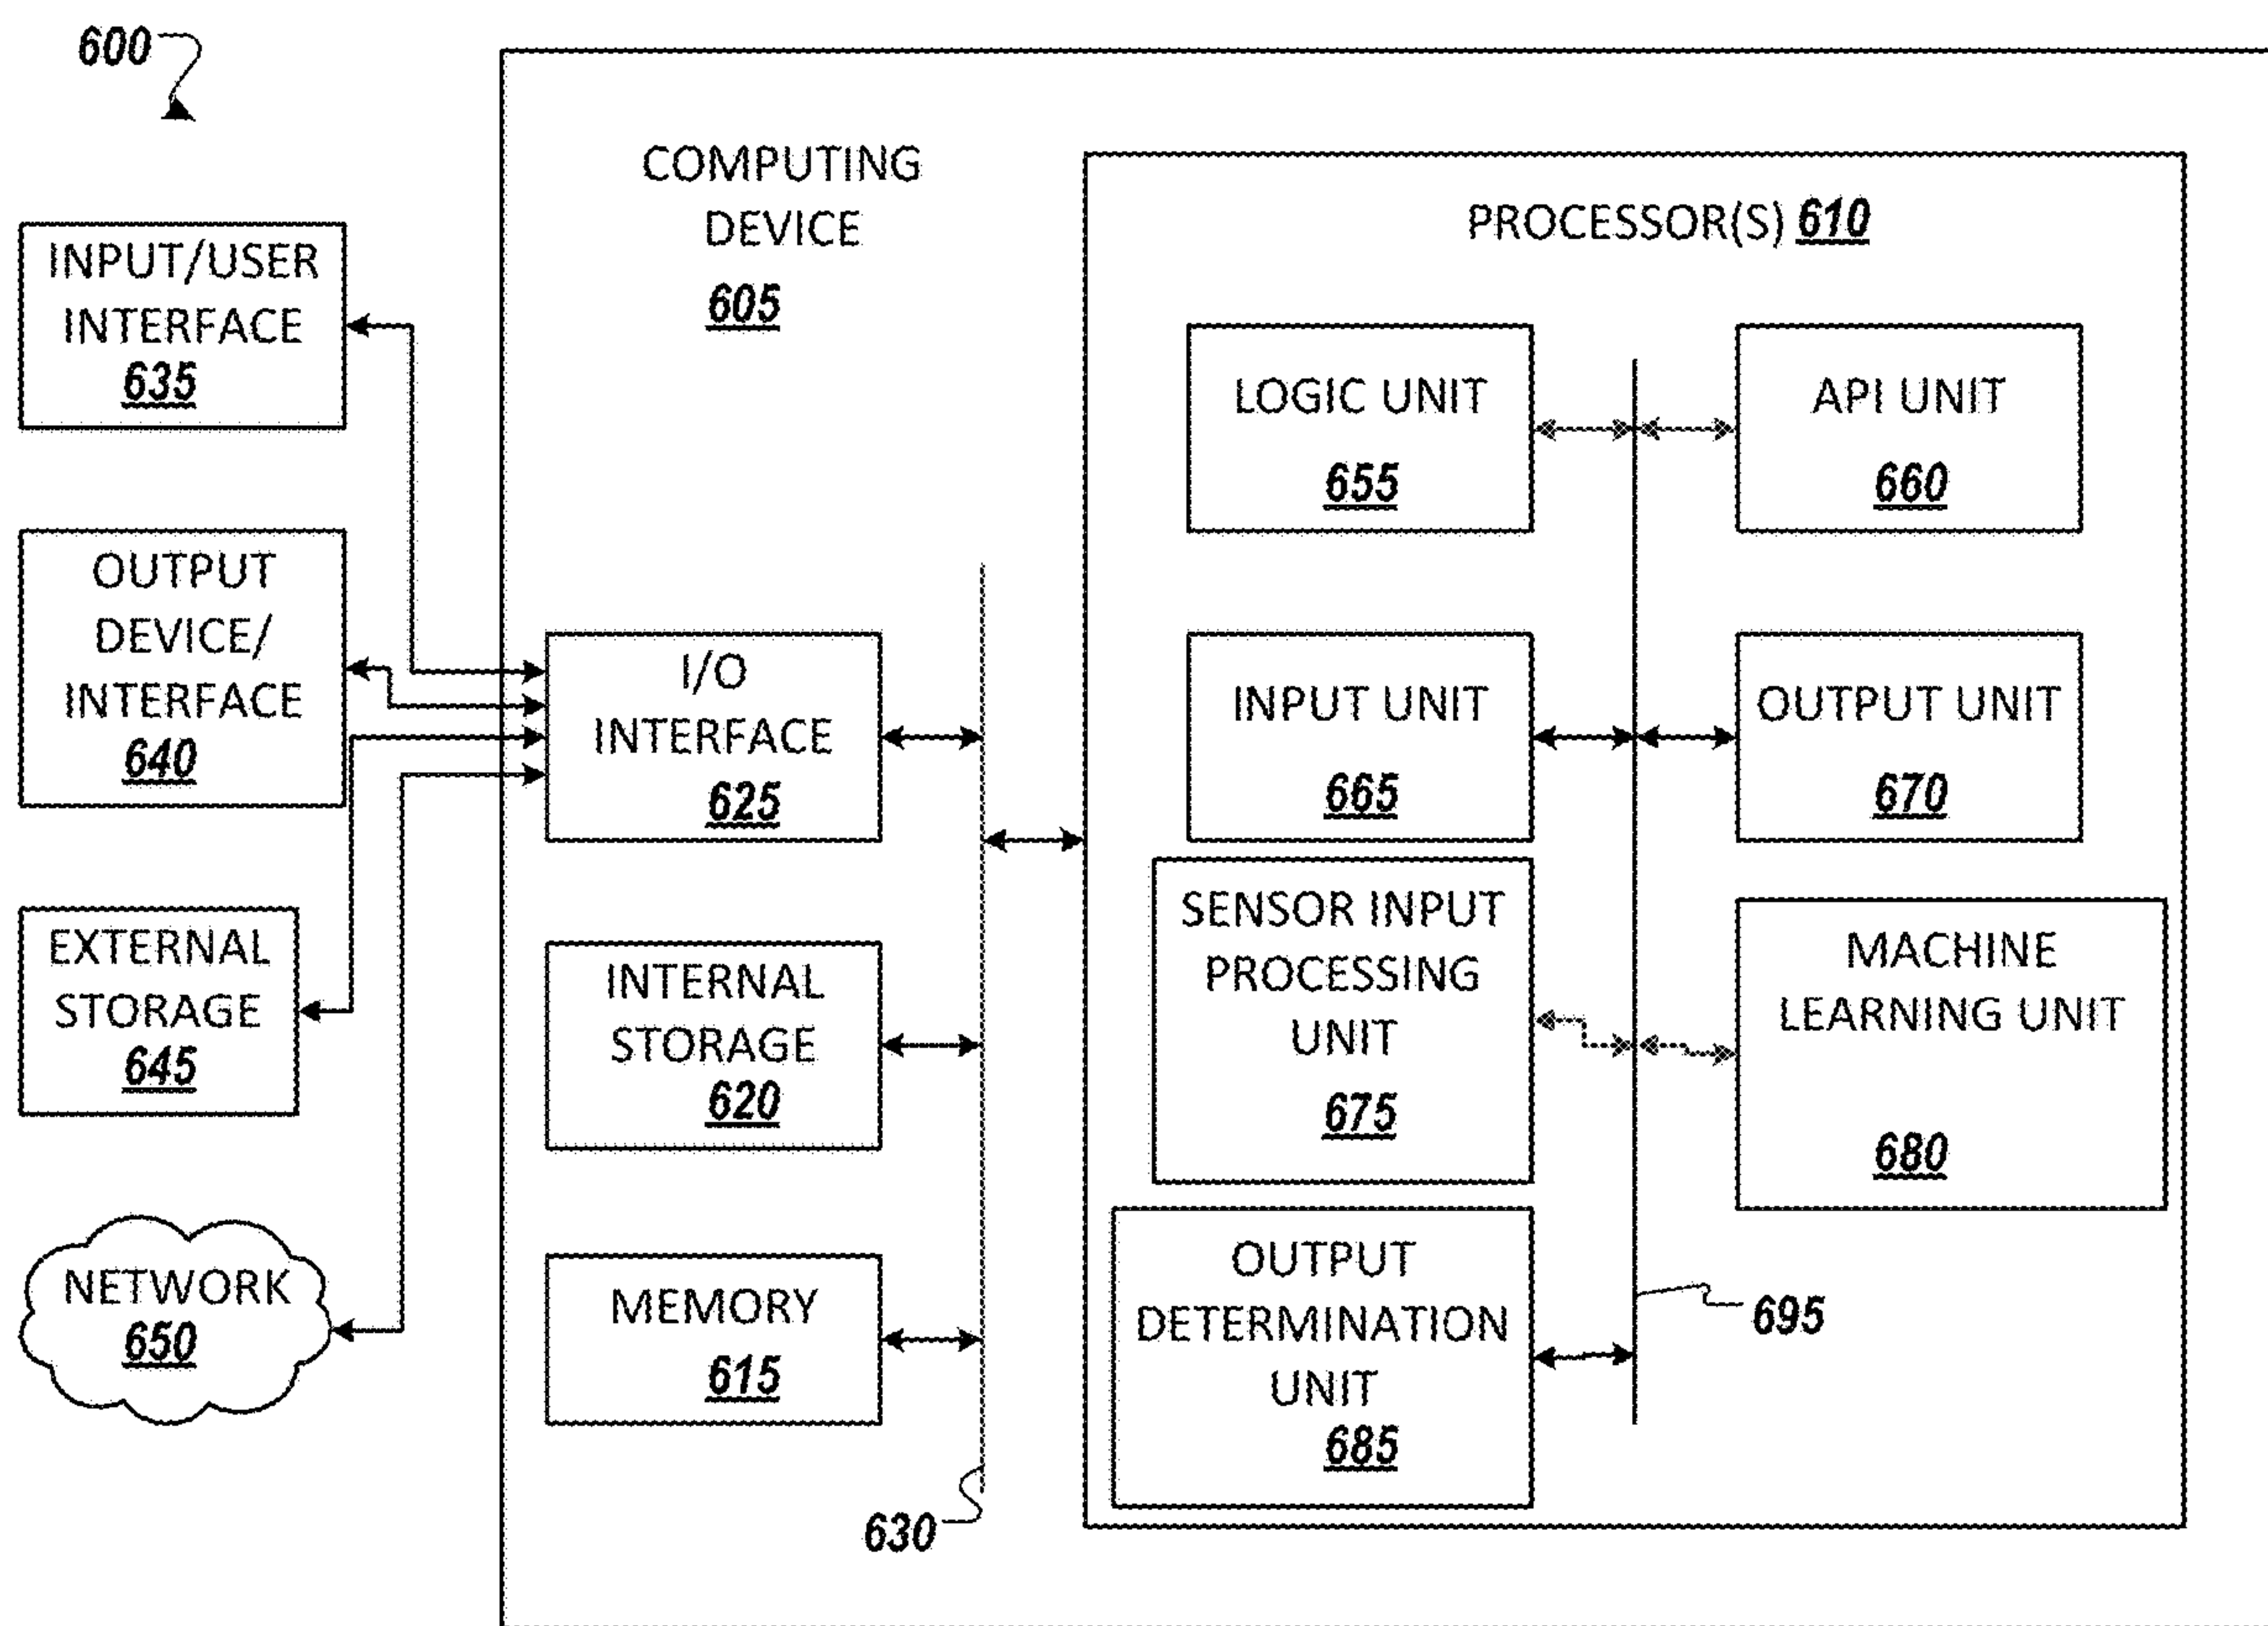 600
COMPUTING
DEVICE
605
PROCESSOR(S) 610
INPUT/USER
INTERFACE
635
OUTPUT
DEVICE/
INTERFACE
640
EXTERNAL
STORAGE
645
NETWORK
650
I/O
INTERFACE
625
INTERNAL
STORAGE
620
MEMORY
615
630
LOGIC UNIT
655
API UNIT
660
INPUT UNIT
665
OUTPUT UNIT
670
SENSOR INPUT
PROCESSING
UNIT
675
MACHINE
LEARNING UNIT
680
OUTPUT
DETERMINATION
UNIT
685
695